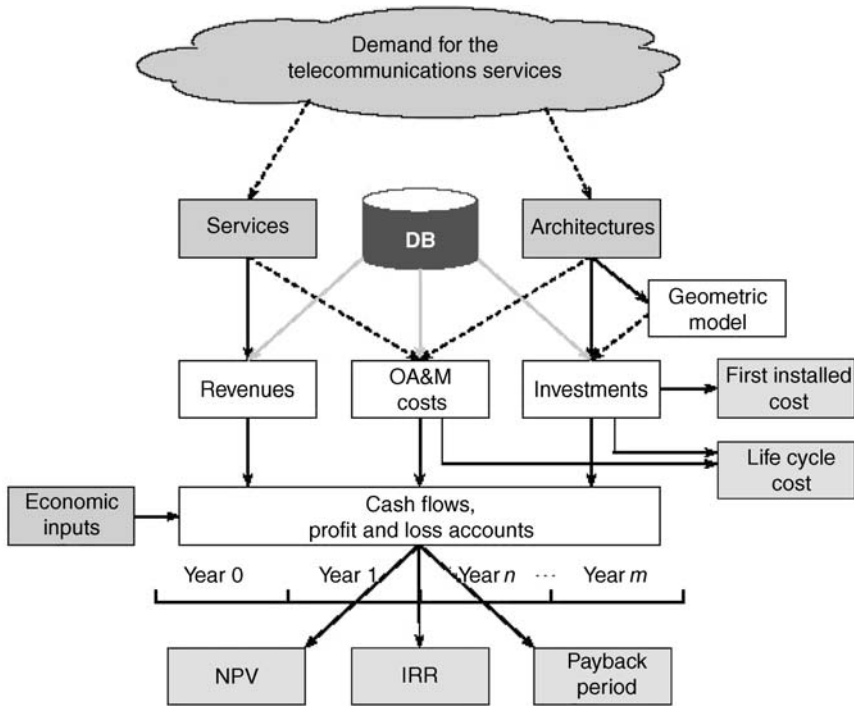 Demand for the
telecommunications services
Services
DB
Architectures
Geometric
model
Revenues
OA&M
costs
Investments
First installed
cost
Life cycle
cost
Economic
inputs
Cash flows,
profit and loss accounts
Year 0 Year 1 Year n ... Year m
NPV
IRR
Payback
period